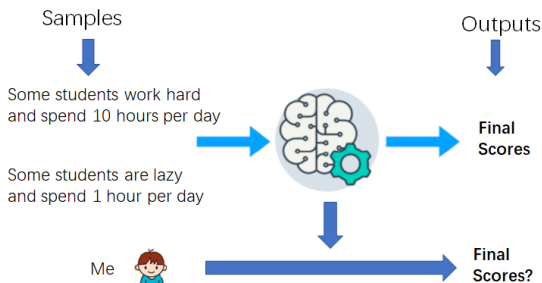 Samples
Outputs
Some students work hard
and spend 10 hours per day
Some students are lazy
and spend 1 hour per day
Final
Scores
Me
Final
Scores?